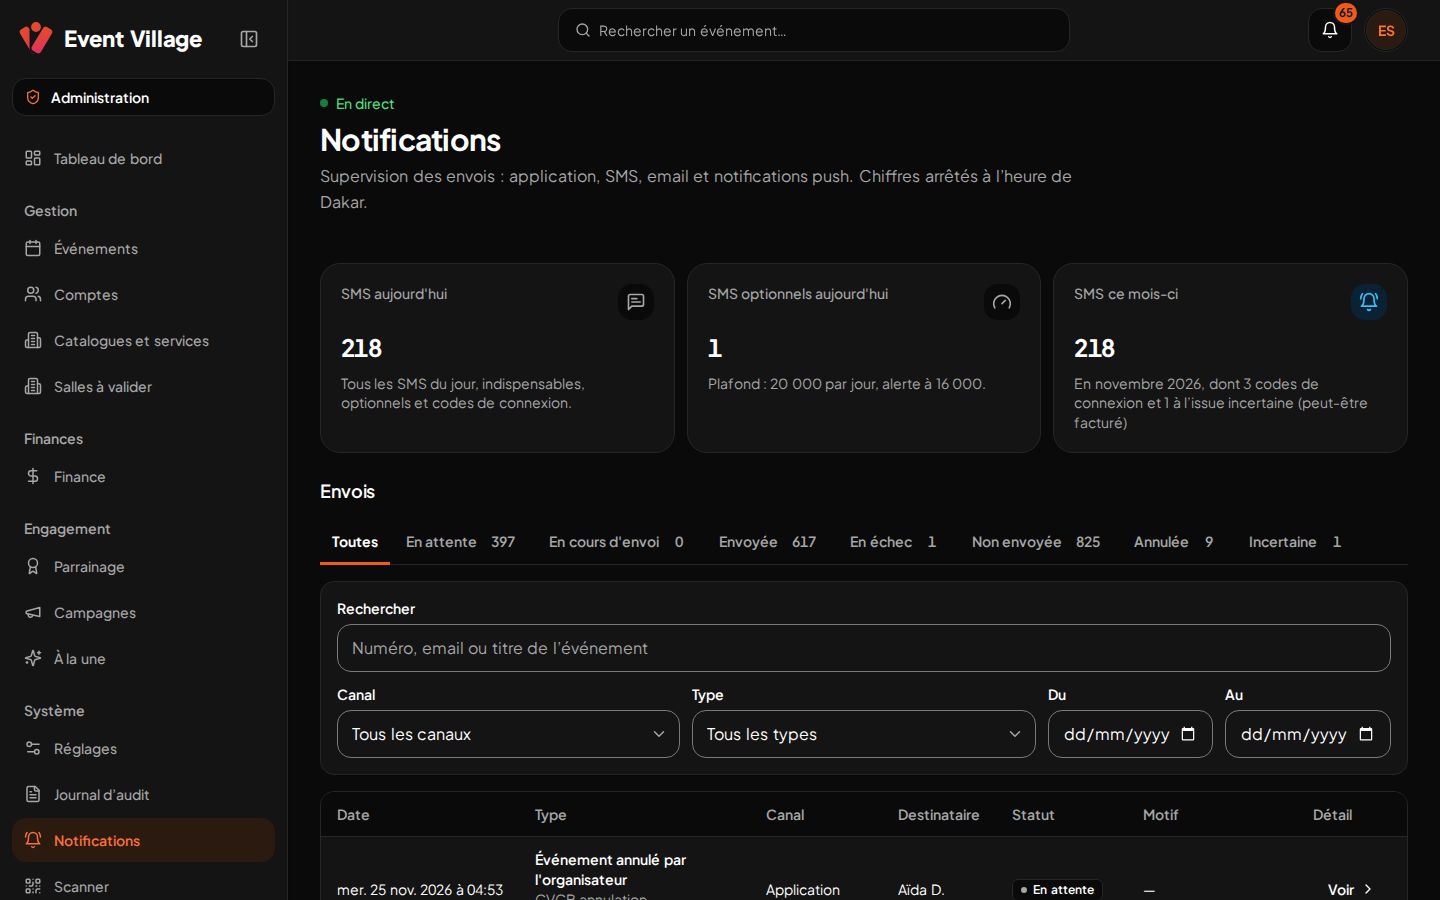 Event Village
Rechercher un événement...
65
ES
Administration
Tableau de bord
Gestion
Événements
Comptes
Catalogues et services
Salles à valider
Finances
Finance
Engagement
Parrainage
Campagnes
À la une
Système
Réglages
Journal d’audit
Notifications
Scanner
En direct
Notifications
Supervision des envois : application, SMS, email et notifications push. Chiffres arrêtés à l’heure de
Dakar.
SMS aujourd'hui
218
Tous les SMS du jour, indispensables,
optionnels et codes de connexion.
SMS optionnels aujourd'hui
1
Plafond : 20 000 par jour, alerte à 16 000.
SMS ce mois-ci
218
En novembre 2026, dont 3 codes de
connexion et 1 à l’issue incertaine (peut-être
facturé)
Envois
Toutes En attente 397 En cours d'envoi 0 Envoyée 617 En échec 1 Non envoyée 825 Annulée 9 Incertaine 1
Rechercher
Numéro, email ou titre de l’événement
Canal Type Du Au
Tous les canaux Tous les types dd/mm/yyyy dd/mm/yyyy
Date Type Canal Destinataire Statut Motif Détail
Événement annulé par
l'organisateur
mer. 25 nov. 2026 à 04:53 Application Aïda D. En attente — Voir